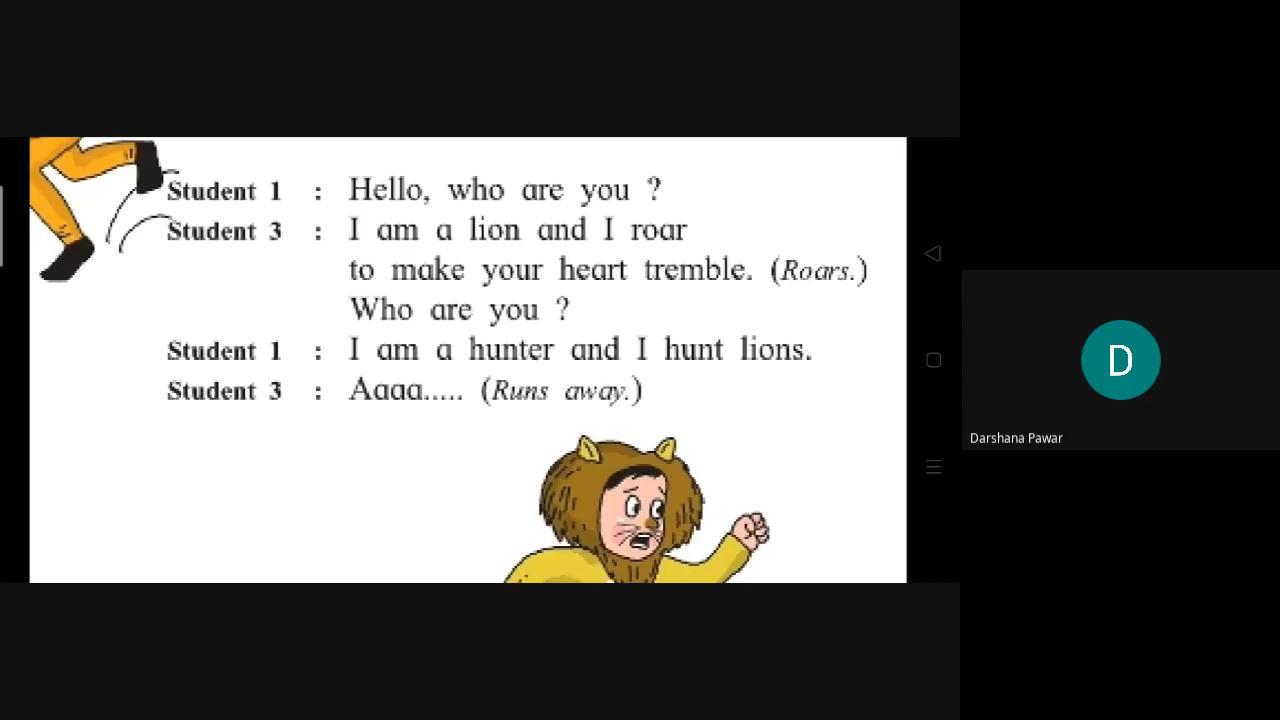 Student 1 : Hello, who are you ?
Student 3 : I am a lion and I roar
to make your heart tremble. (Roars.)
Who are you ?
Student 1 : I am a hunter and I hunt lions.
Student 3 : Aaaa..... (Runs away.)
D
Darshana Pawar